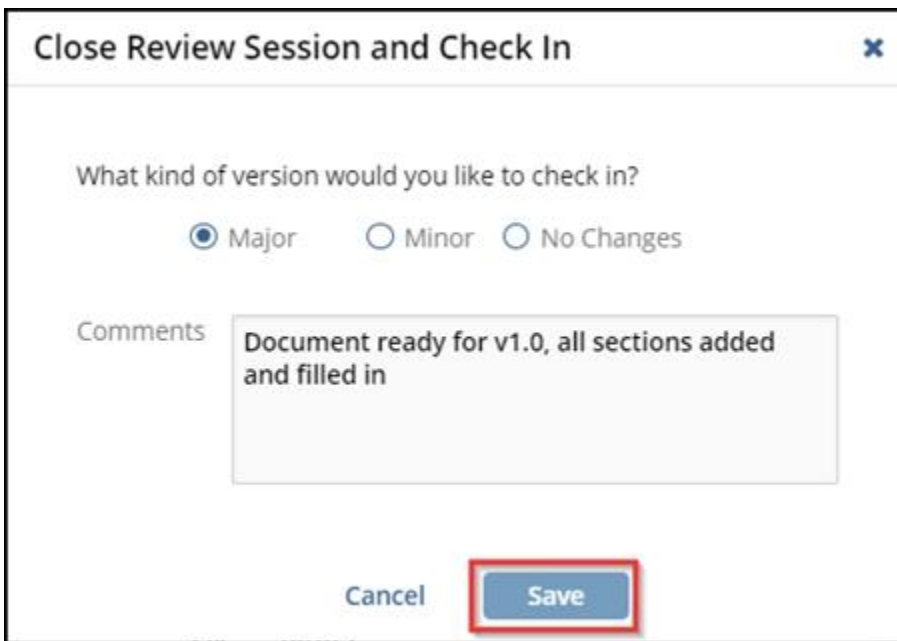 Close Review Session and Check In
What kind of version would you like to check in?
Major Minor No Changes
Comments
Document ready for v1.0, all sections added
and filled in
Cancel Save